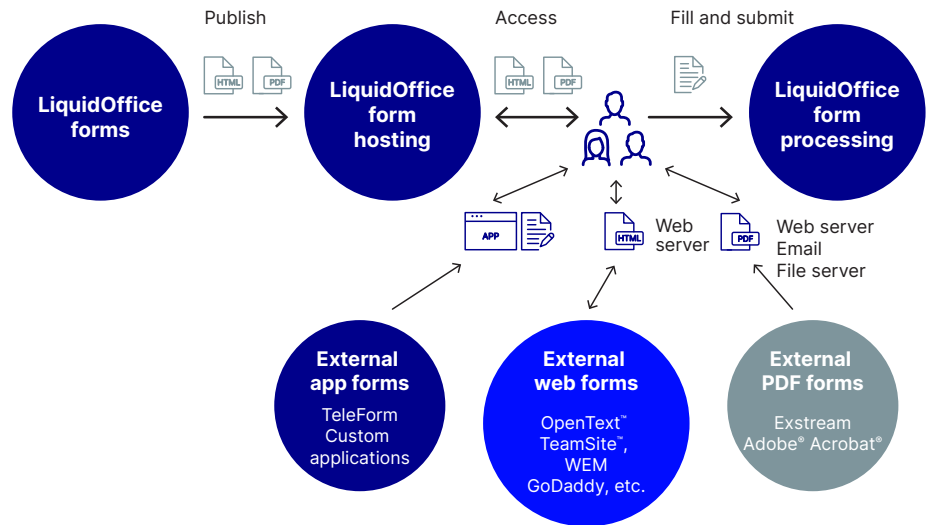 Publish
Access
Fill and submit
HTML
PDF
HTML
PDF
LiquidOffice
forms
LiquidOffice
form
hosting
LiquidOffice
form
processing
APP
HTML
Web
server
PDF
Web server
Email
File server
External
app forms
TeleForm
Custom
applications
External
web forms
OpenText™
TeamSite™,
WEM
GoDaddy, etc.
External
PDF forms
Exstream
Adobe® Acrobat®